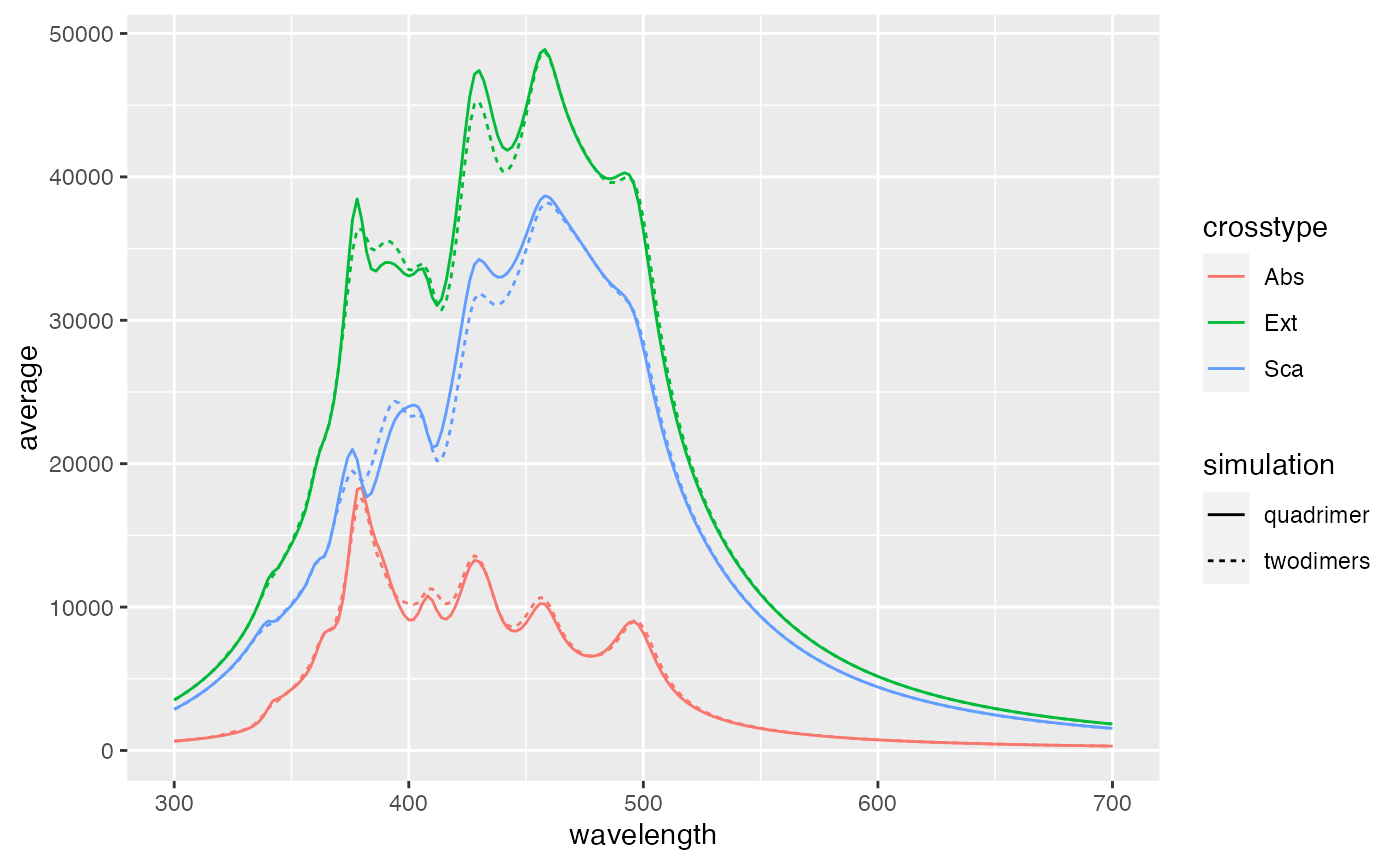 50000
40000
30000
20000
10000
0
average
300 400 500 600 700
wavelength
crosstype
Abs
Ext
Sca
simulation
quadrimer
twodimers